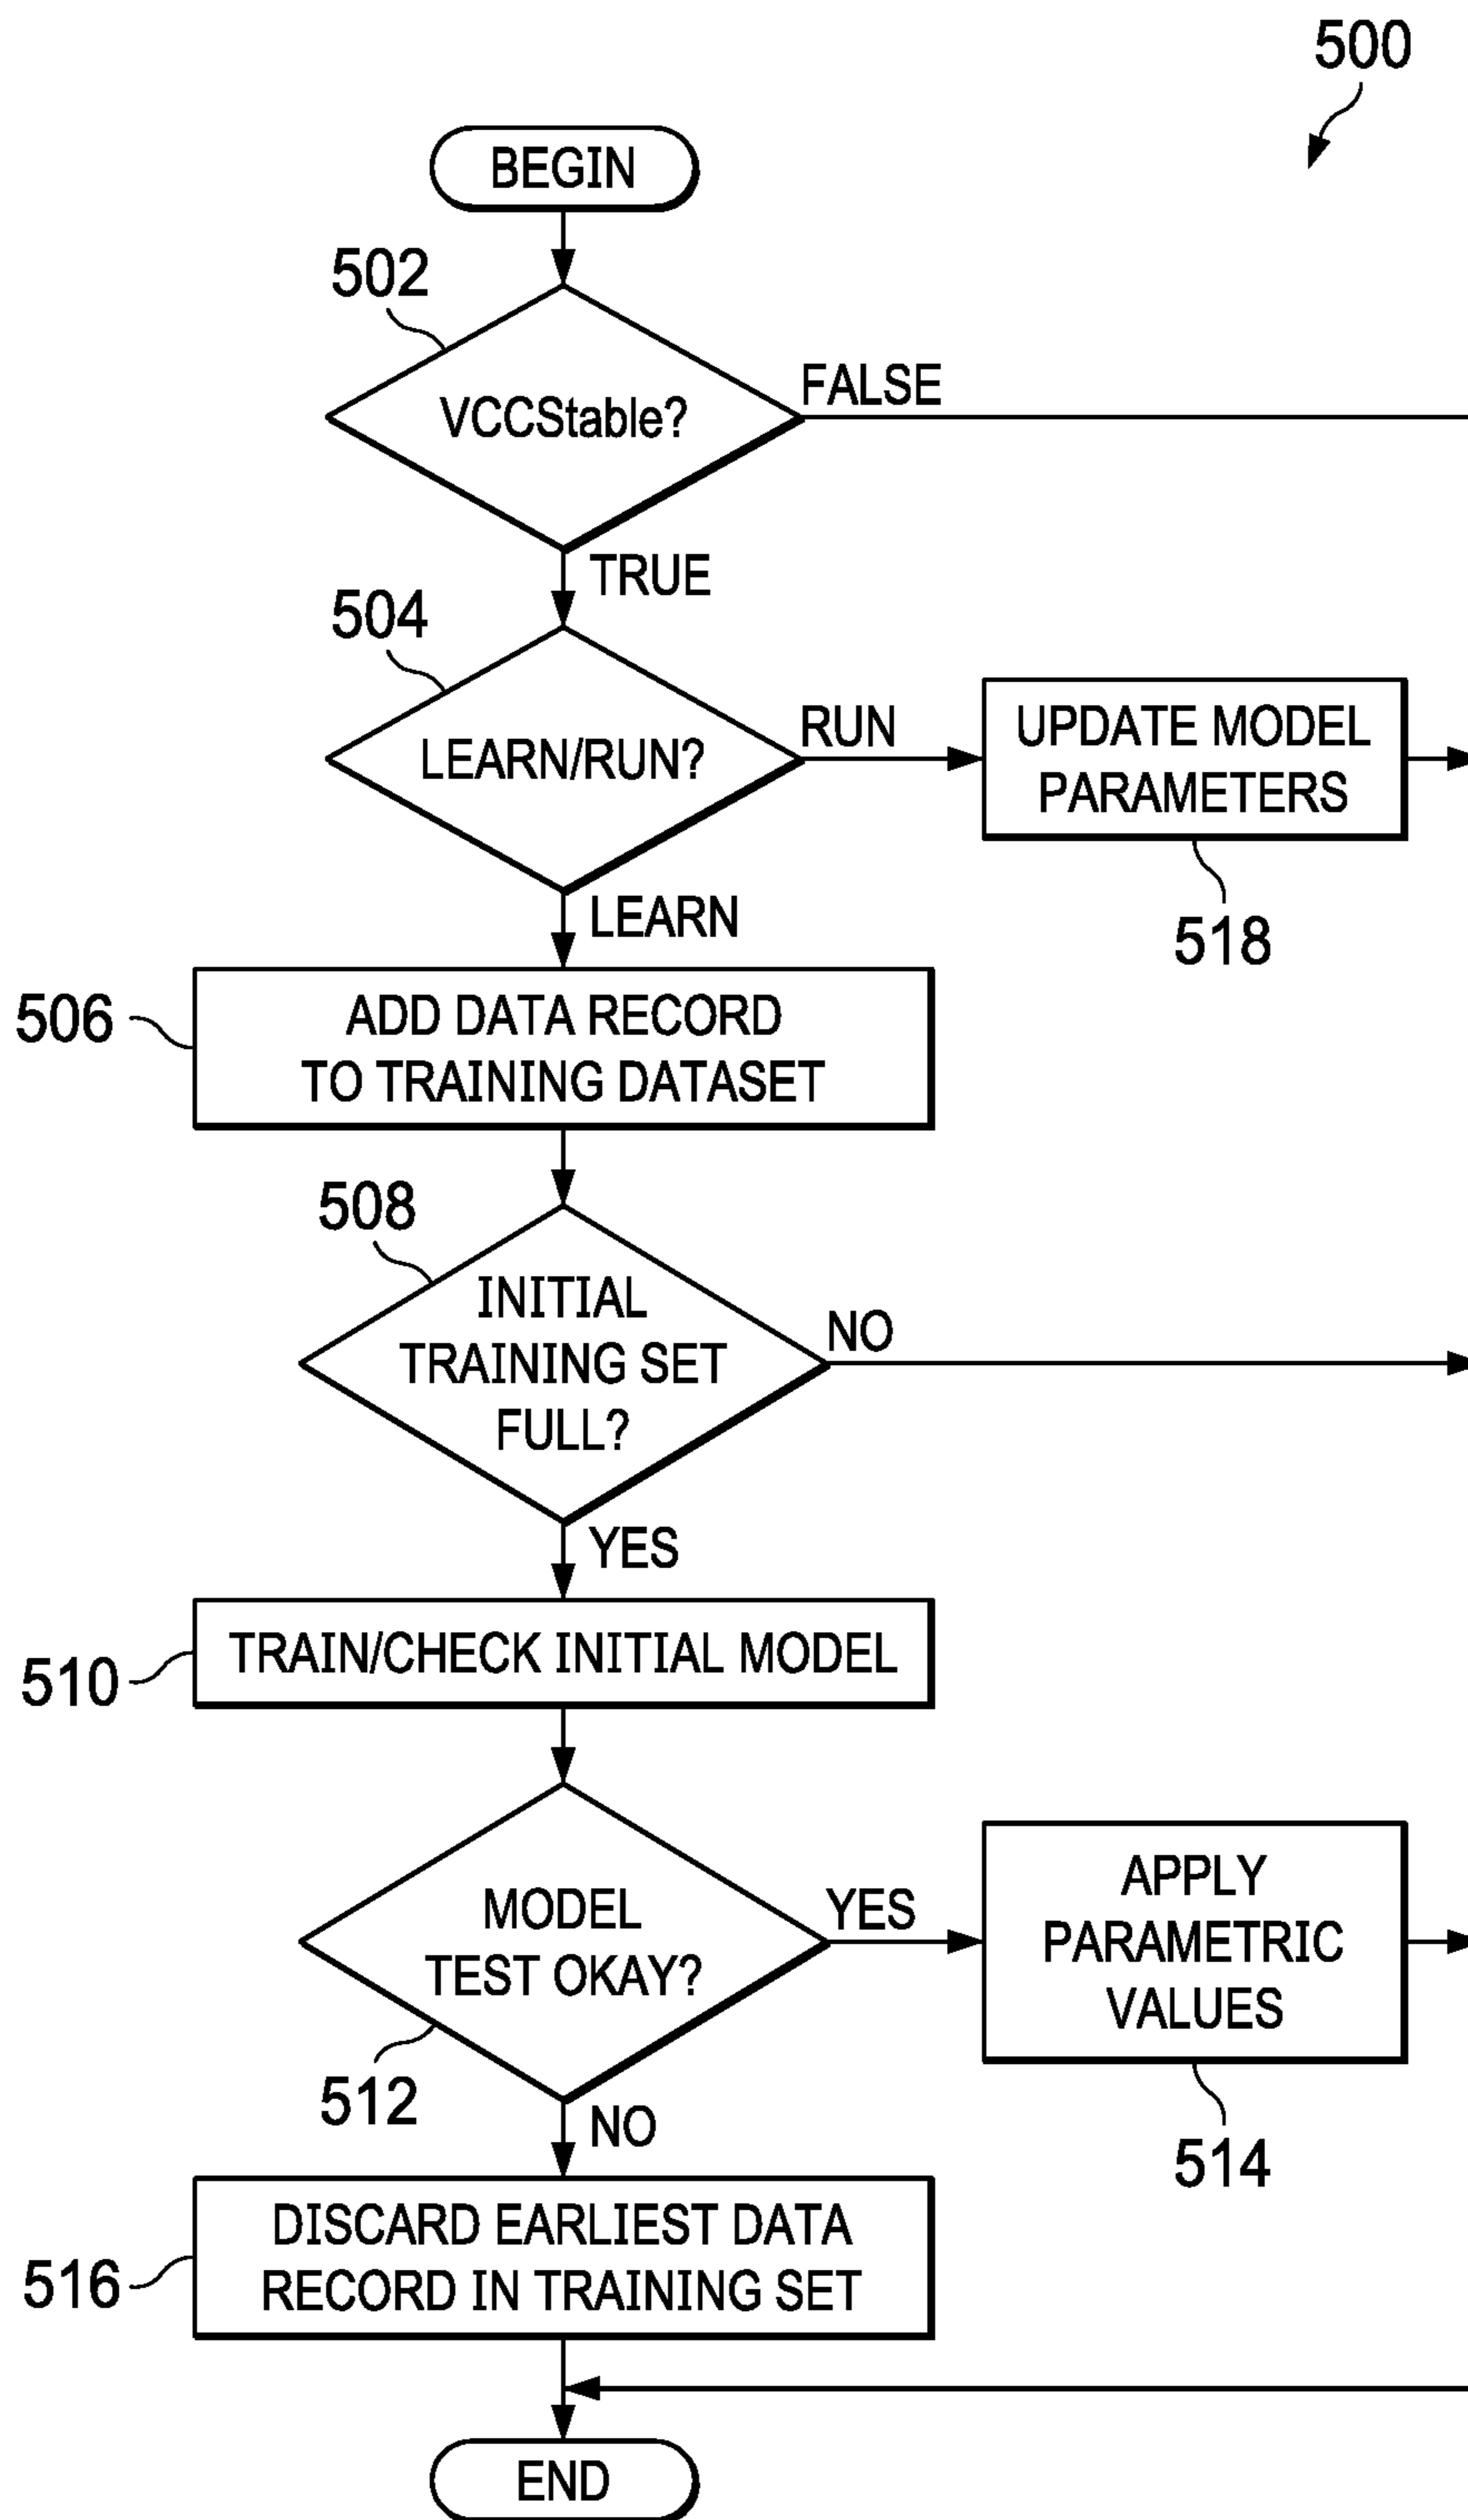 500
BEGIN
502
VCCStable?
FALSE
TRUE
504
LEARN/RUN?
RUN
UPDATE MODEL
PARAMETERS
518
LEARN
506
ADD DATA RECORD
TO TRAINING DATASET
508
INITIAL
TRAINING SET
FULL?
NO
YES
510
TRAIN/CHECK INITIAL MODEL
MODEL
TEST OKAY?
512
YES
APPLY
PARAMETRIC
VALUES
514
NO
516
DISCARD EARLIEST DATA
RECORD IN TRAINING SET
END